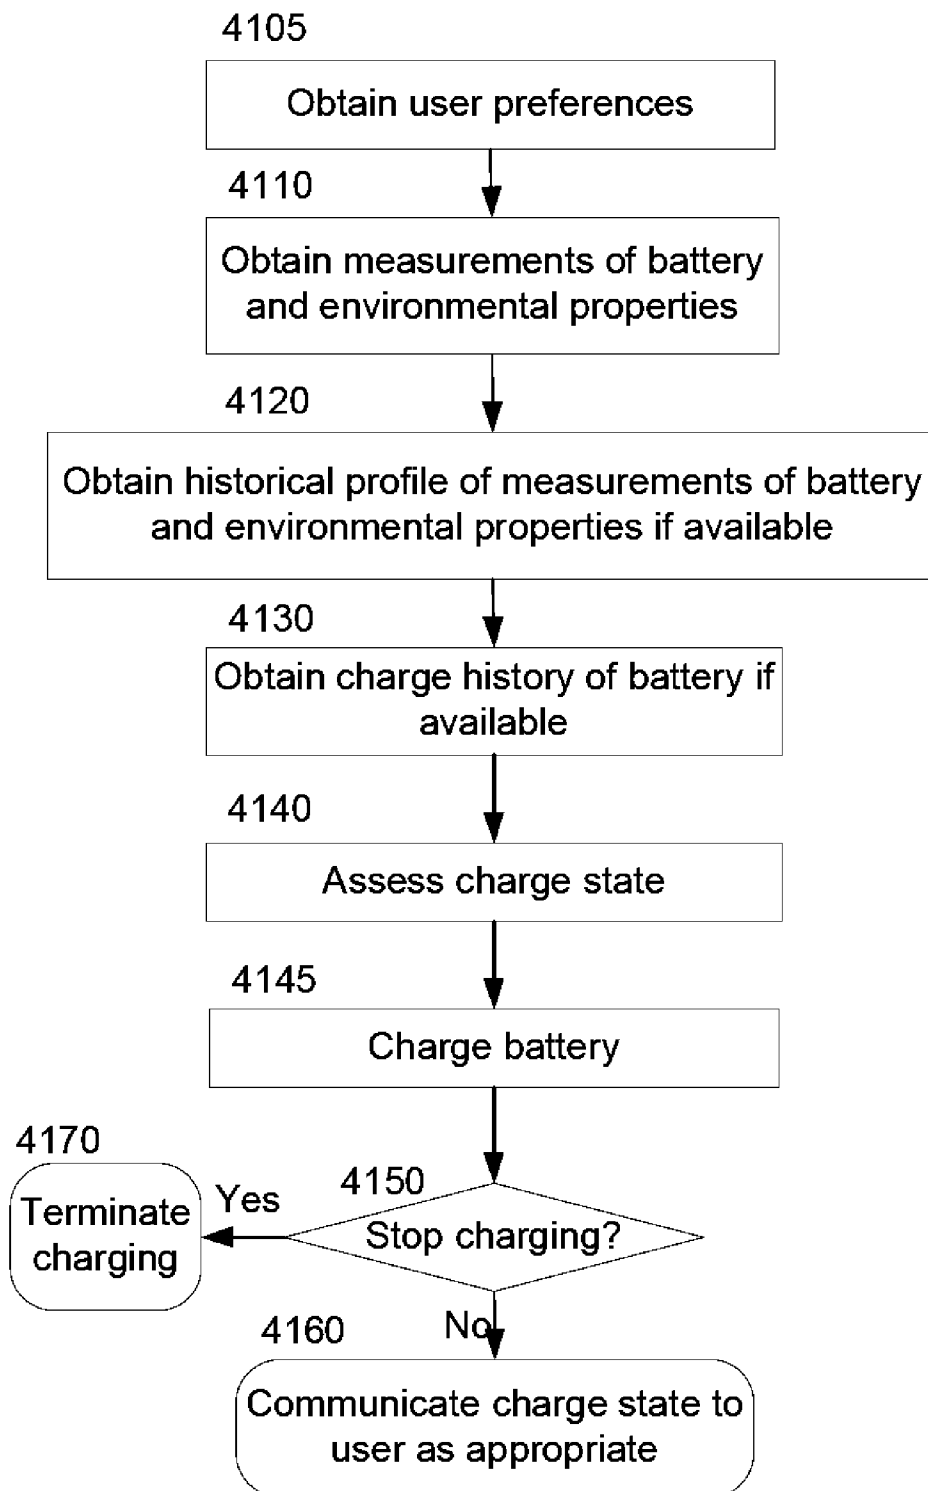 4105
Obtain user preferences
4110
Obtain measurements of battery
and environmental properties
4120
Obtain historical profile of measurements of battery
and environmental properties if available
4130
Obtain charge history of battery if
available
4140
Assess charge state
4145
Charge battery
4150
Stop charging?
Yes
4170
Terminate
charging
No
4160
Communicate charge state to
user as appropriate